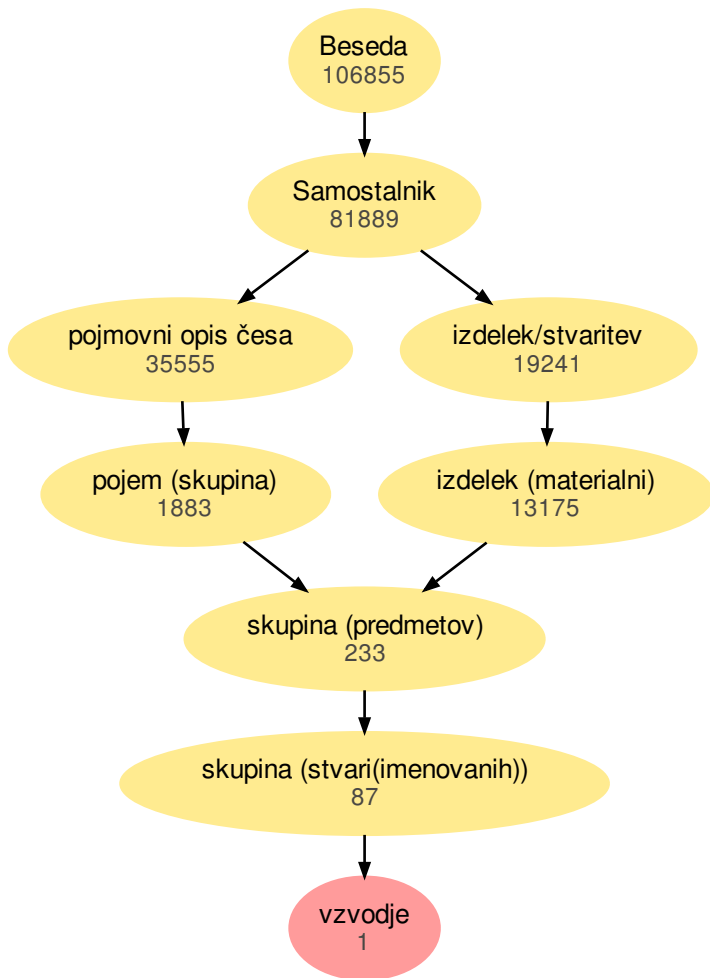 Beseda
106855
Samostalnik
81889
pojmovni opis česa
35555
izdelek/stvaritev
19241
pojem (skupina)
1883
izdelek (materialni)
13175
skupina (predmetov)
233
skupina (stvari(imenovanih))
87
vzvodje
1